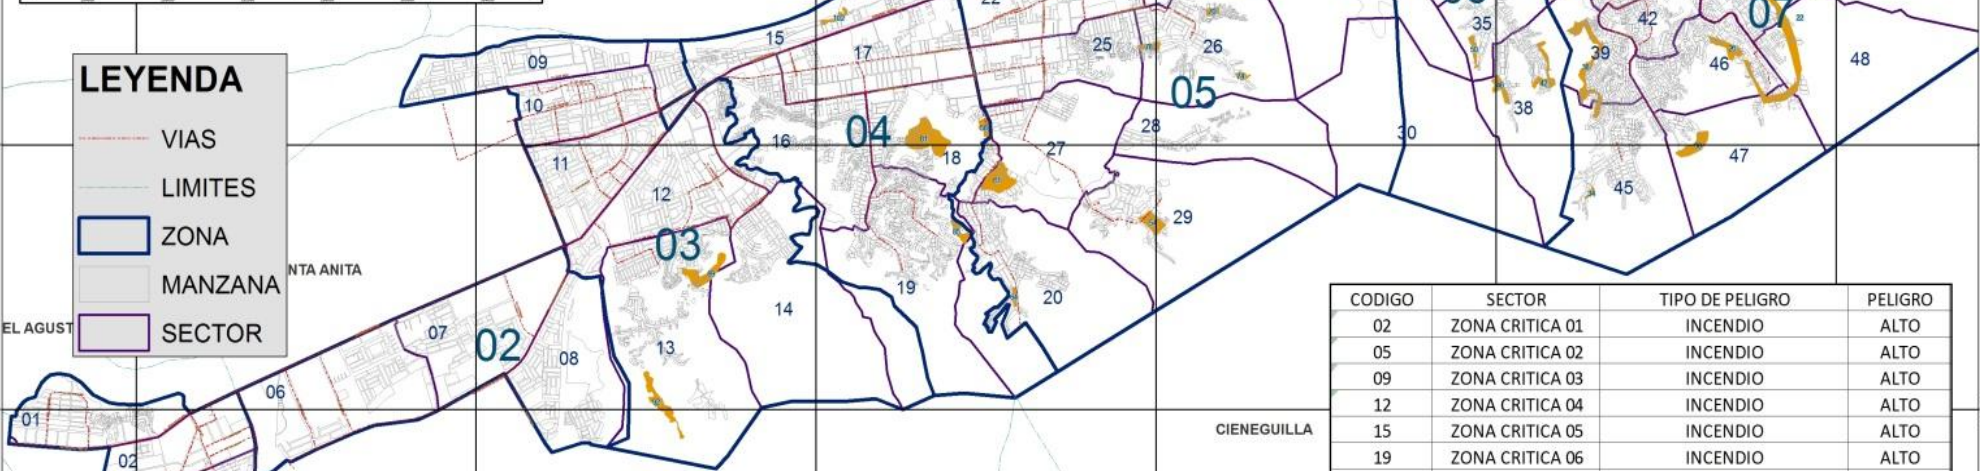 LEYENDA
VIAS
LIMITES
ZONA
MANZANA
SECTOR
NTA ANITA
EL AGUST
CIENEGUILLA
01
02
06
07
02
08
09
10
11
12
03
13
14
15
16
17
04
18
19
20
22
25
26
05
27
28
29
30
35
38
39
42
07
22
45
46
47
48
CODIGO SECTOR TIPO DE PELIGRO PELIGRO
02 ZONA CRITICA 01 INCENDIO ALTO
05 ZONA CRITICA 02 INCENDIO ALTO
09 ZONA CRITICA 03 INCENDIO ALTO
12 ZONA CRITICA 04 INCENDIO ALTO
15 ZONA CRITICA 05 INCENDIO ALTO
19 ZONA CRITICA 06 INCENDIO ALTO